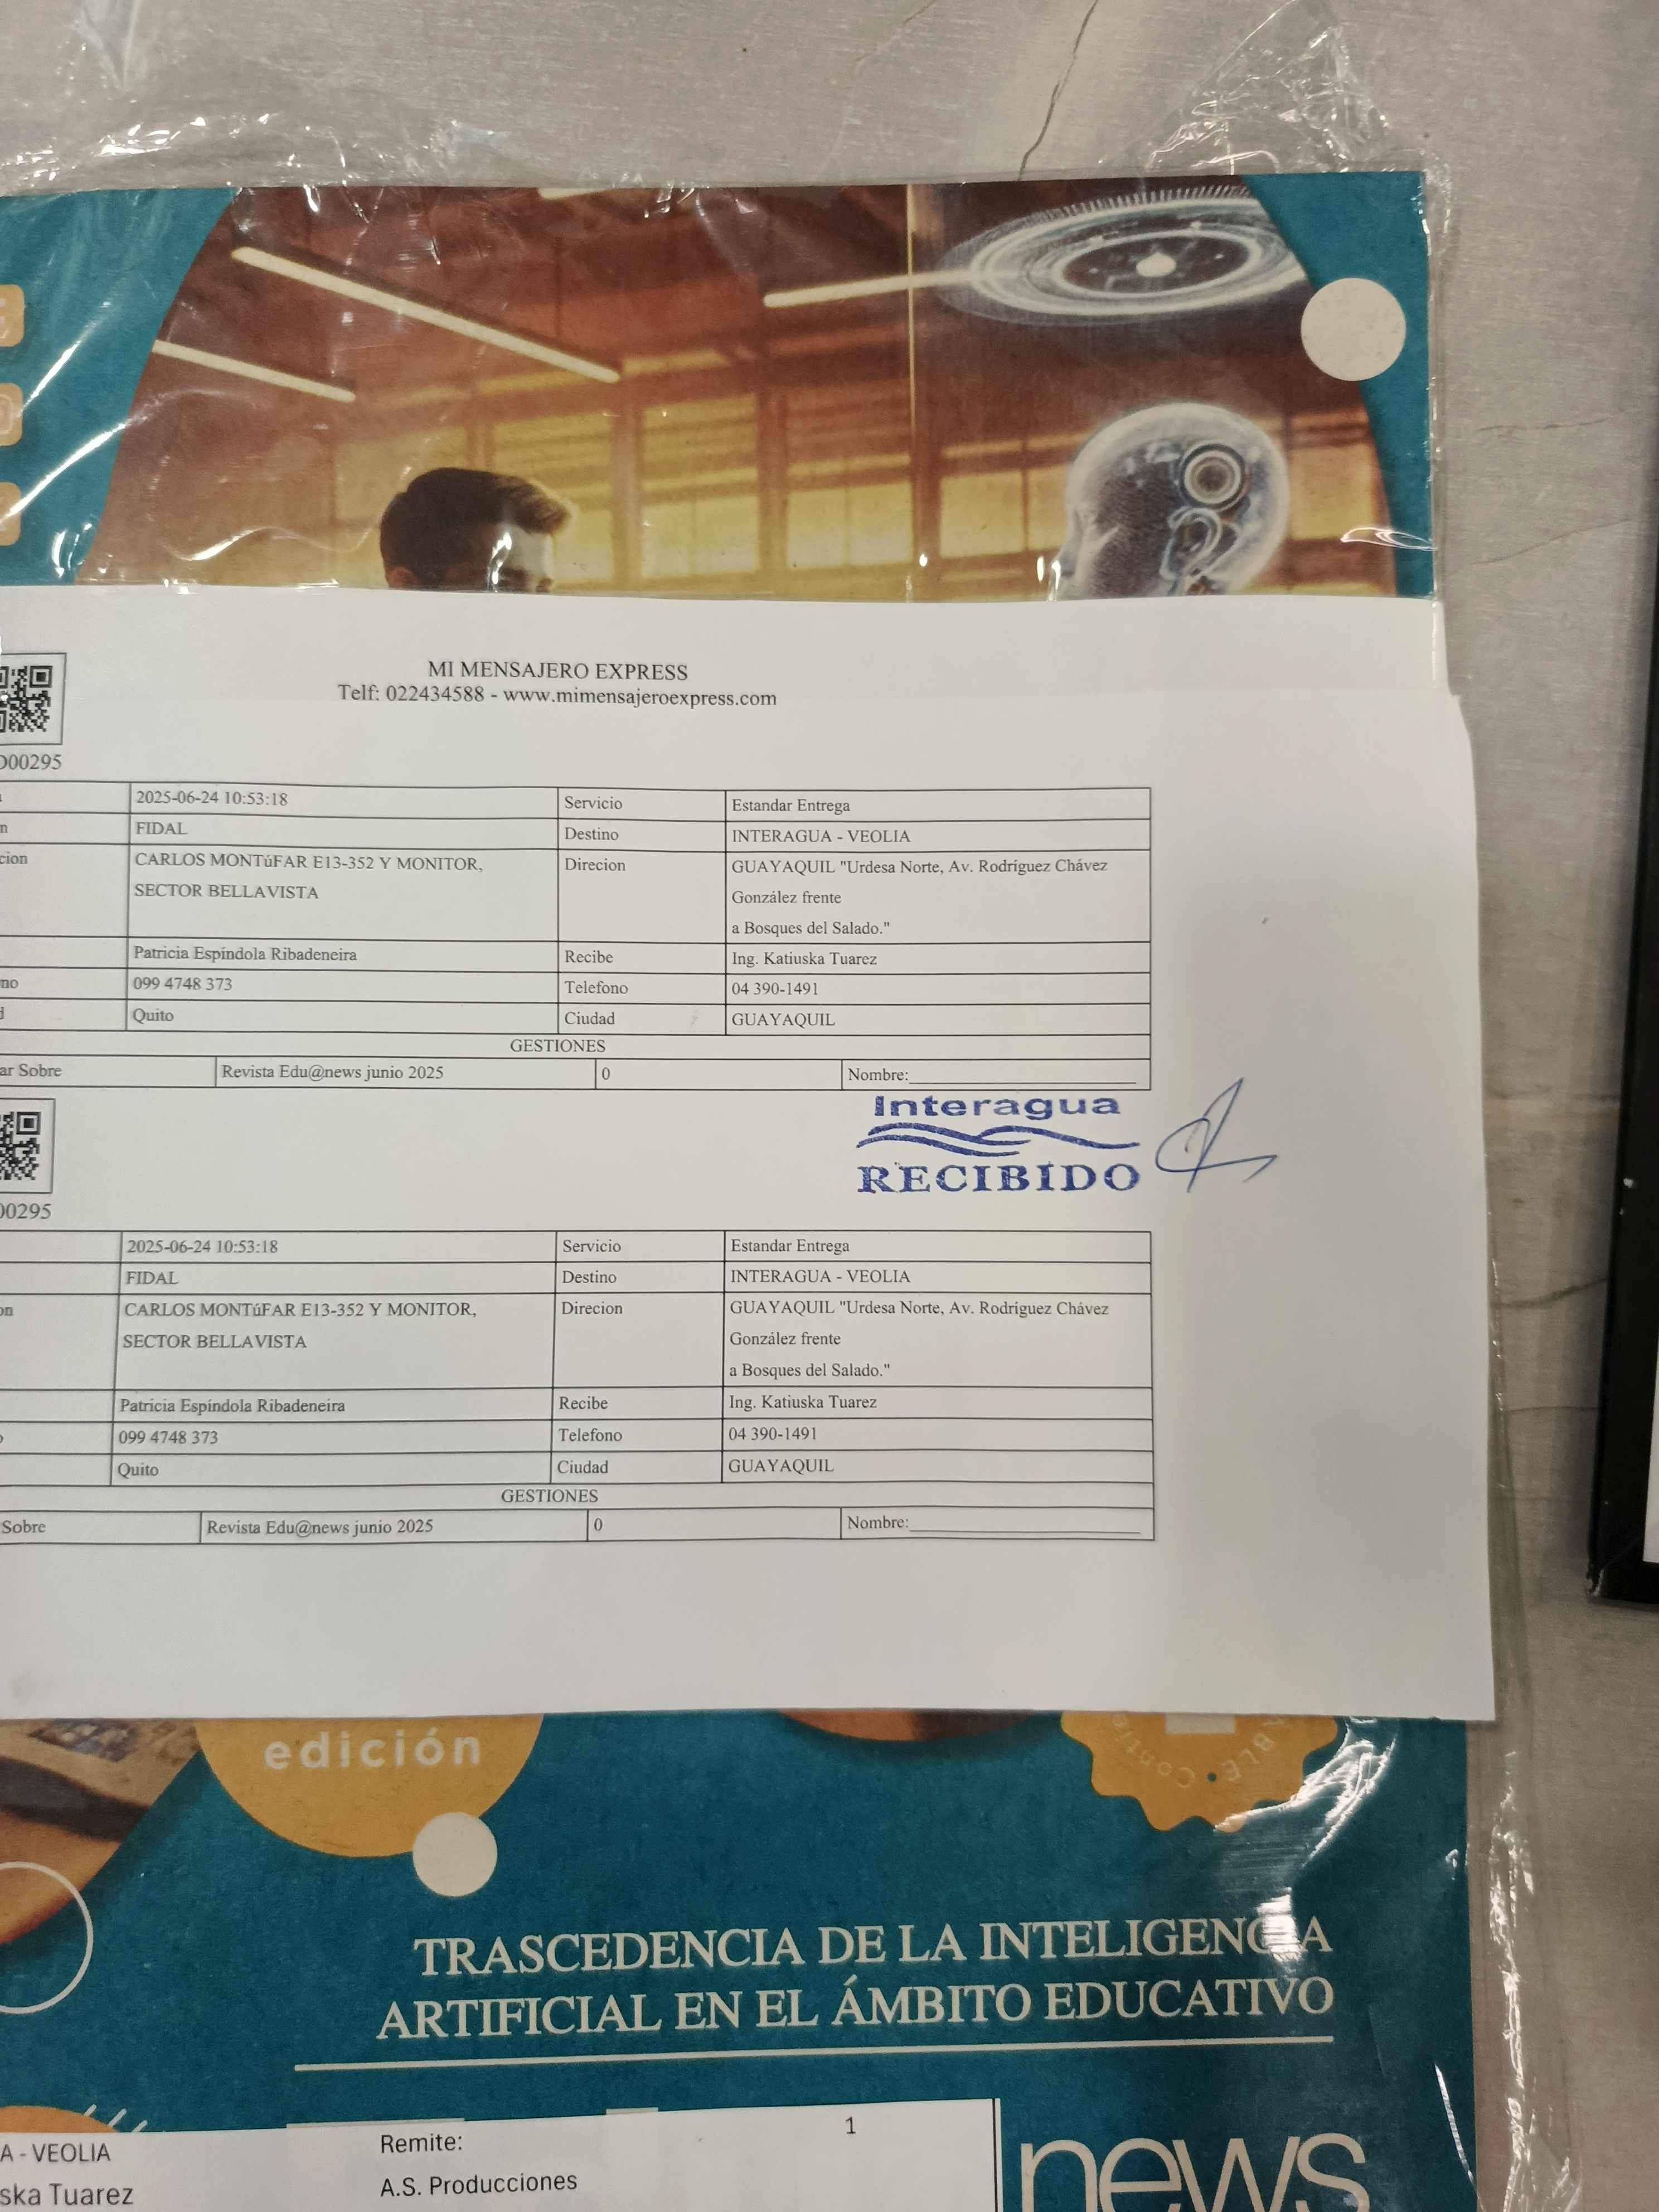 MI MENSAJERO EXPRESS
Telf: 022434588 - www.mimensajeroexpress.com
00295
2025-06-24 10:53:18 Servicio Estandar Entrega
FIDAL Destino INTERAGUA - VEOLIA
cion CARLOS MONTúFAR E13-352 Y MONITOR, Direcion GUAYAQUIL "Urdesa Norte, Av. Rodríguez Chávez
SECTOR BELLAVISTA González frente
a Bosques del Salado."
Patricia Espíndola Ribadeneira Recibe Ing. Katiuska Tuarez
no 099 4748 373 Telefono 04 390-1491
Quito Ciudad GUAYAQUIL
GESTIONES
ar Sobre Revista Edu@news junio 2025 0 Nombre:
Interagua
RECIBIDO
00295
2025-06-24 10:53:18 Servicio Estandar Entrega
FIDAL Destino INTERAGUA - VEOLIA
on CARLOS MONTúFAR E13-352 Y MONITOR, Direcion GUAYAQUIL "Urdesa Norte, Av. Rodríguez Chávez
SECTOR BELLAVISTA González frente
a Bosques del Salado."
Patricia Espíndola Ribadeneira Recibe Ing. Katiuska Tuarez
099 4748 373 Telefono 04 390-1491
Quito Ciudad GUAYAQUIL
GESTIONES
Sobre Revista Edu@news junio 2025 0 Nombre:
edición
TRASCEDENCIA DE LA INTELIGENCIA
ARTIFICIAL EN EL ÁMBITO EDUCATIVO
1
A - VEOLIA Remite:
ska Tuarez A.S. Producciones
news